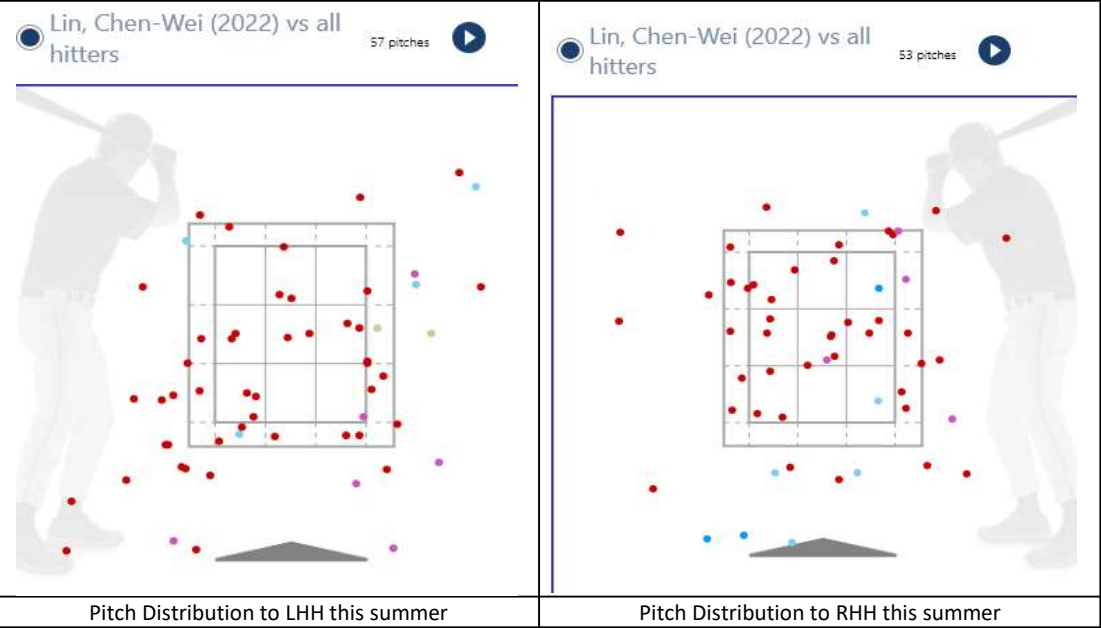 Lin, Chen-Wei (2022) vs all
hitters
57 pitches
Lin, Chen-Wei (2022) vs all
hitters
53 pitches
Pitch Distribution to LHH this summer
Pitch Distribution to RHH this summer